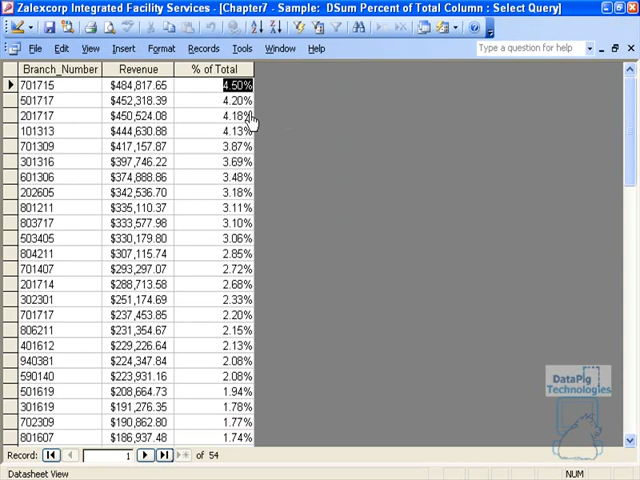 Zalexcorp Integrated Facility Services - [Chapter7 - Sample:  DSum Percent of Total Column : Select Query]
File Edit View Insert Format Records Tools Window Help Type a question for help
Branch_Number Revenue % of Total
701715 $484,817.65 4.50%
501717 $452,318.39 4.20%
201717 $450,524.08 4.18%
101313 $444,630.88 4.13%
701309 $417,157.87 3.87%
301316 $397,746.22 3.69%
601306 $374,888.86 3.48%
202605 $342,536.70 3.18%
801211 $335,110.37 3.11%
803717 $333,577.98 3.10%
503405 $330,179.80 3.06%
804211 $307,115.74 2.85%
701407 $293,297.07 2.72%
201714 $288,713.58 2.68%
302301 $251,174.69 2.33%
701717 $237,453.85 2.20%
806211 $231,354.67 2.15%
401612 $229,226.64 2.13%
940381 $224,347.84 2.08%
590140 $223,931.16 2.08%
501619 $208,664.73 1.94%
301619 $191,276.35 1.78%
702309 $190,862.80 1.77%
801607 $186,937.48 1.74%
DataPig
Technologies
Record: 1 of 54
Datasheet View NUM